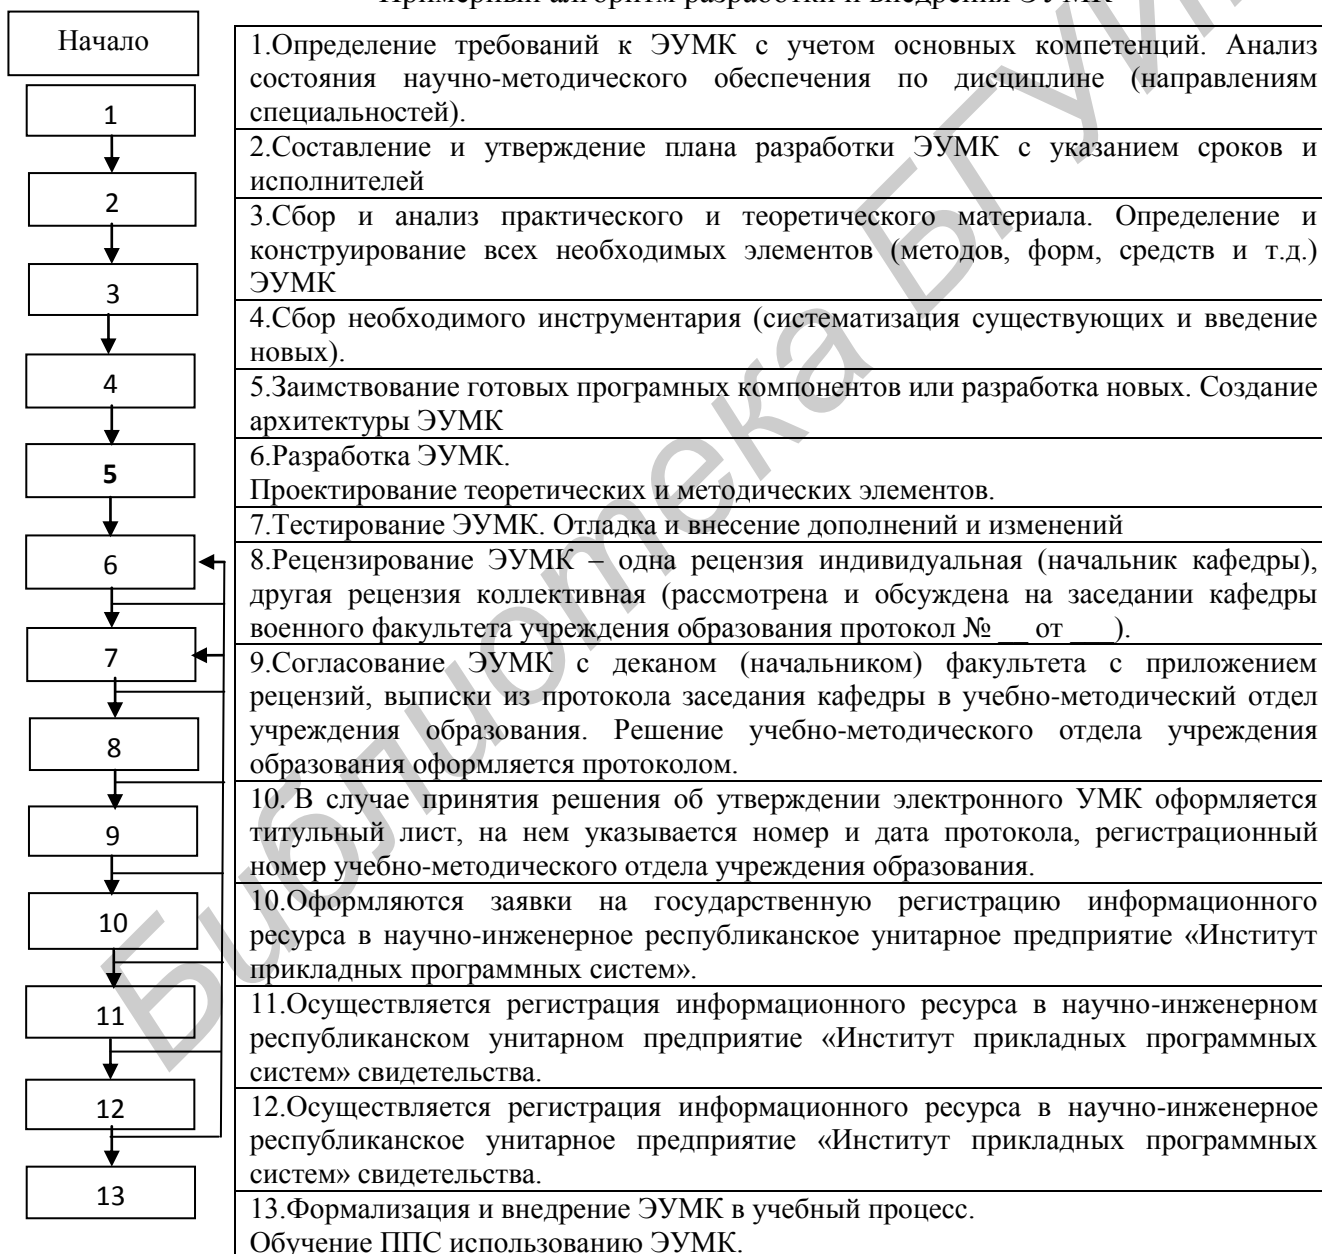 Примерный алгоритм разработки и внедрения ЭУМК
Начало
1
2
3
4
5
6
7
8
9
10
11
12
13
1.Определение требований к ЭУМК с учетом основных компетенций. Анализ
состояния научно-методического обеспечения по дисциплине (направлениям
специальностей).
2.Составление и утверждение плана разработки ЭУМК с указанием сроков и
исполнителей
3.Сбор и анализ практического и теоретического материала. Определение и
конструирование всех необходимых элементов (методов, форм, средств и т.д.)
ЭУМК
4.Сбор необходимого инструментария (систематизация существующих и введение
новых).
5.Заимствование готовых програмных компонентов или разработка новых. Создание
архитектуры ЭУМК
6.Разработка ЭУМК.
Проектирование теоретических и методических элементов.
7.Тестирование ЭУМК. Отладка и внесение дополнений и изменений
8.Рецензирование ЭУМК – одна рецензия индивидуальная (начальник кафедры),
другая рецензия коллективная (рассмотрена и обсуждена на заседании кафедры
военного факультета учреждения образования протокол № __ от ___).
9.Согласование ЭУМК с деканом (начальником) факультета с приложением
рецензий, выписки из протокола заседания кафедры в учебно-методический отдел
учреждения образования. Решение учебно-методического отдела учреждения
образования оформляется протоколом.
10. В случае принятия решения об утверждении электронного УМК оформляется
титульный лист, на нем указывается номер и дата протокола, регистрационный
номер учебно-методического отдела учреждения образования.
10.Оформляются заявки на государственную регистрацию информационного
ресурса в научно-инженерное республиканское унитарное предприятие «Институт
прикладных программных систем».
11.Осуществляется регистрация информационного ресурса в научно-инженерном
республиканском унитарном предприятие «Институт прикладных программных
систем» свидетельства.
12.Осуществляется регистрация информационного ресурса в научно-инженерное
республиканское унитарное предприятие «Институт прикладных программных
систем» свидетельства.
13.Формализация и внедрение ЭУМК в учебный процесс.
Обучение ППС использованию ЭУМК.
Библиотека